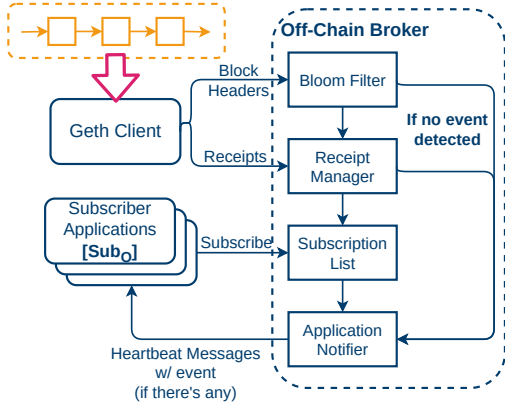 Off-Chain Broker
Block
Headers
Bloom Filter
Geth Client
If no event
detected
Receipts
Receipt
Manager
Subscriber
Applications
[Sub_O]
Subscribe
Subscription
List
Application
Notifier
Heartbeat Messages
w/ event
(if there's any)